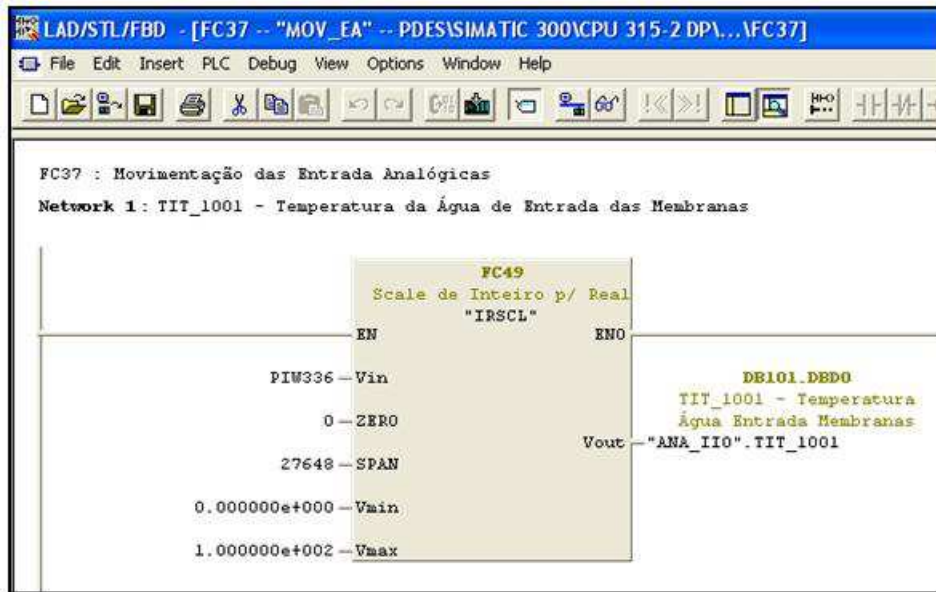 LAD/STL/FBD - [FC37 -- "MOV_EA" -- PDES\SIMATIC 300\CPU 315-2 DP\...\FC37]
File Edit Insert PLC Debug View Options Window Help
FC37 : Movimentação das Entrada Analógicas
Network 1: TIT_1001 - Temperatura da Água de Entrada das Membranas
FC49
Scale de Inteiro p/ Real
"IRSCL"
EN ENO
PIW336 Vin
DB101.DBD0
TIT_1001 - Temperatura
0 ZERO
Água Entrada Membranas
Vout "ANA_II0".TIT_1001
27648 SPAN
0.000000e+000 Vmin
1.000000e+002 Vmax